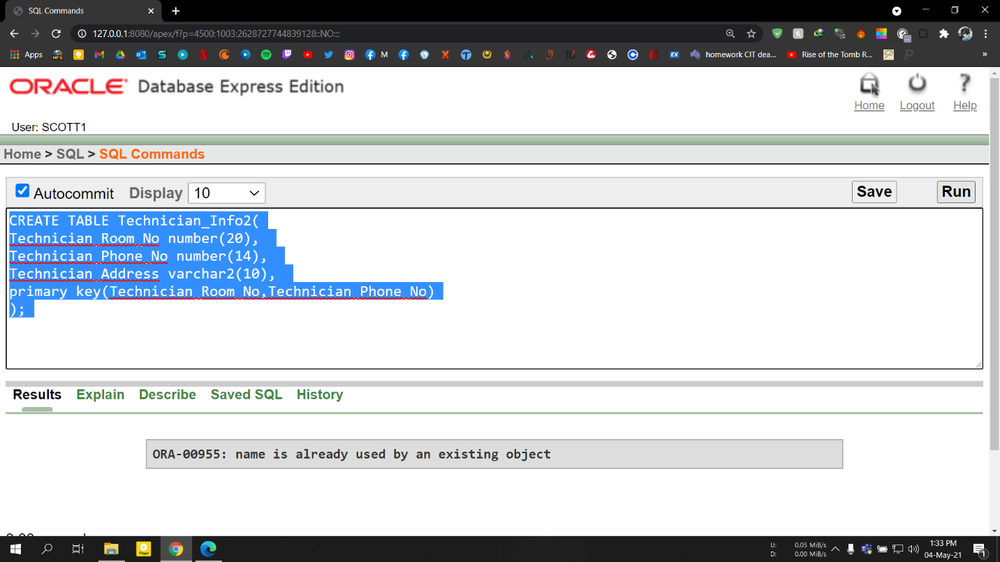 SQL Commands
127.0.0.1:8080/apex/f?p=4500:1003:2628727744839128::NO:::
Apps
M
EX
homework CIT dea...
Rise of the Tomb R...
»
ORACLE Database Express Edition
Home
Logout
Help
User: SCOTT1
Home > SQL > SQL Commands
Autocommit
Display
10
Save
Run
CREATE TABLE Technician_Info2(
Technician_Room_No number(20),
Technician_Phone_No number(14),
Technician_Address varchar2(10),
primary key(Technician_Room_No,Technician_Phone_No)
);
Results
Explain
Describe
Saved SQL
History
ORA-00955: name is already used by an existing object
U: 0.05 MiB/s
D: 0.00 MiB/s
1:33 PM
04-May-21
1